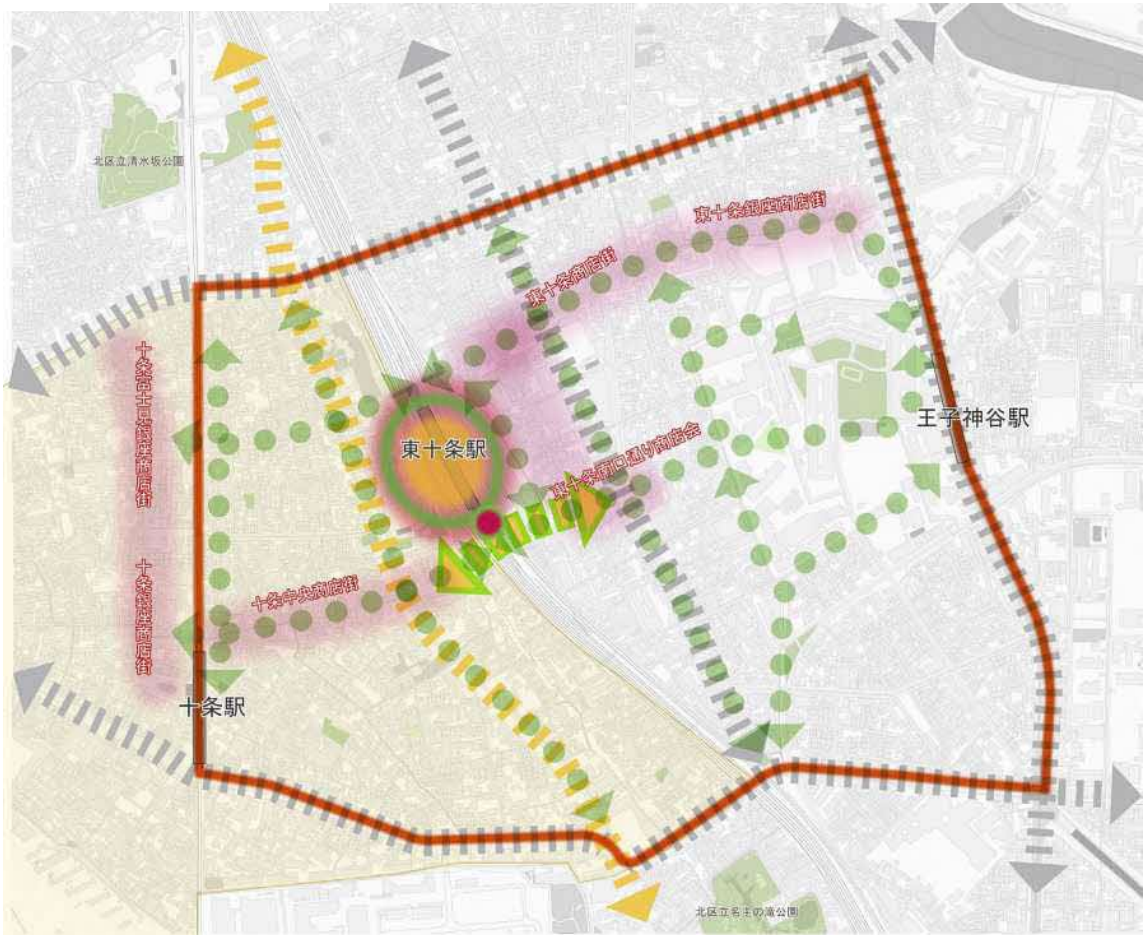 北区立清水坂公園
東十条銀座商店街
東十条商店街
十条富士見銀座商店街
王子神谷駅
東十条駅
東十条南口通り商店会
十条銀座商店街
十条中央商店街
十条駅
北区立名主の滝公園